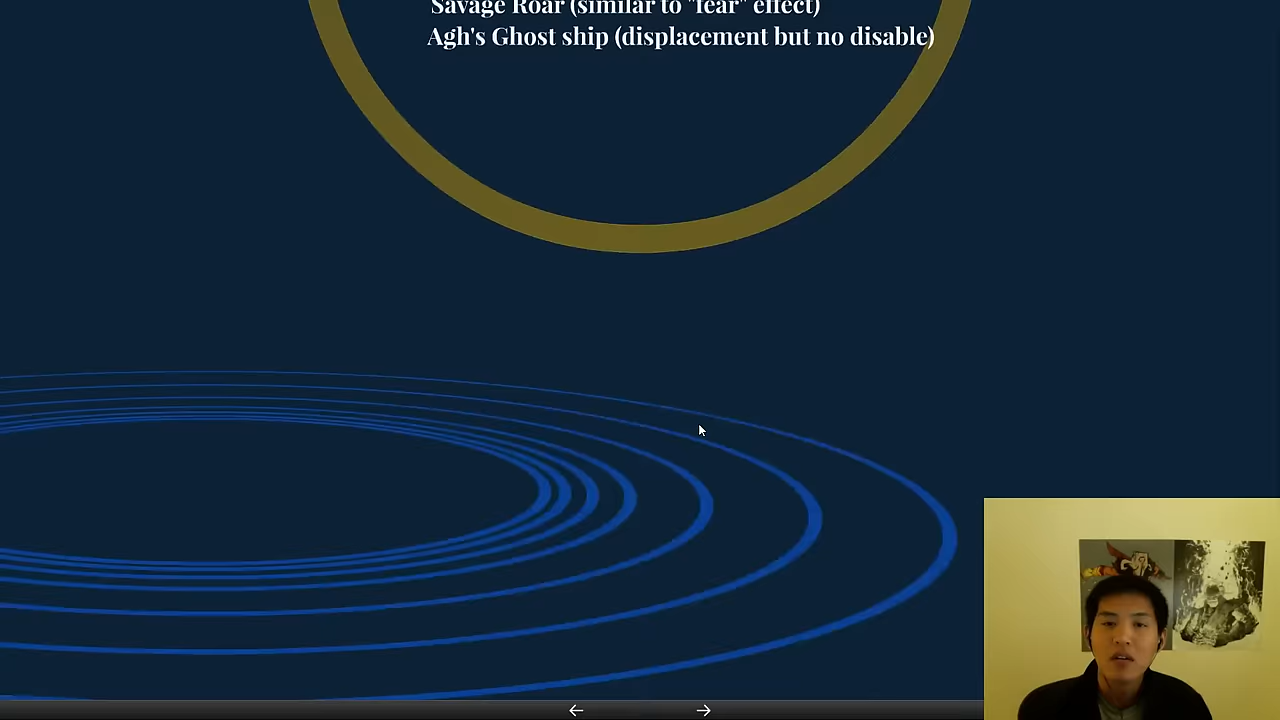 Savage Roar (similar to "fear" effect)
Agh's Ghost ship (displacement but no disable)